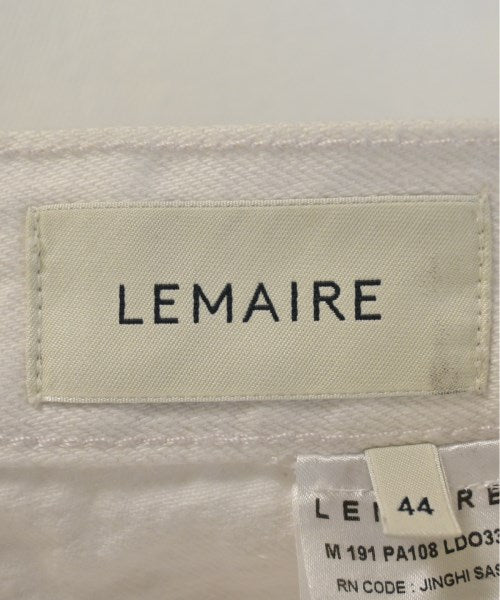 LEMAIRE
44
LE RE
M 191 PA108 LDO33
RN CODE : JINGHI SAS